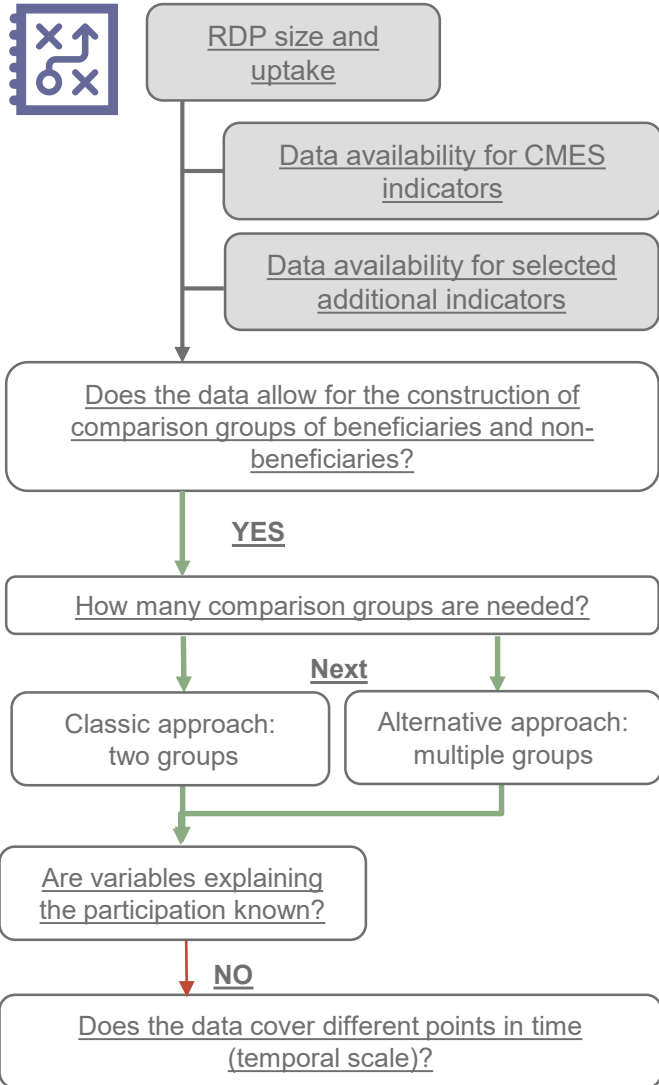 RDP size and
uptake
Data availability for CMES
indicators
Data availability for selected
additional indicators
Does the data allow for the construction of
comparison groups of beneficiaries and non-
beneficiaries?
YES
How many comparison groups are needed?
Next
Classic approach:
two groups
Alternative approach:
multiple groups
Are variables explaining
the participation known?
NO
Does the data cover different points in time
(temporal scale)?